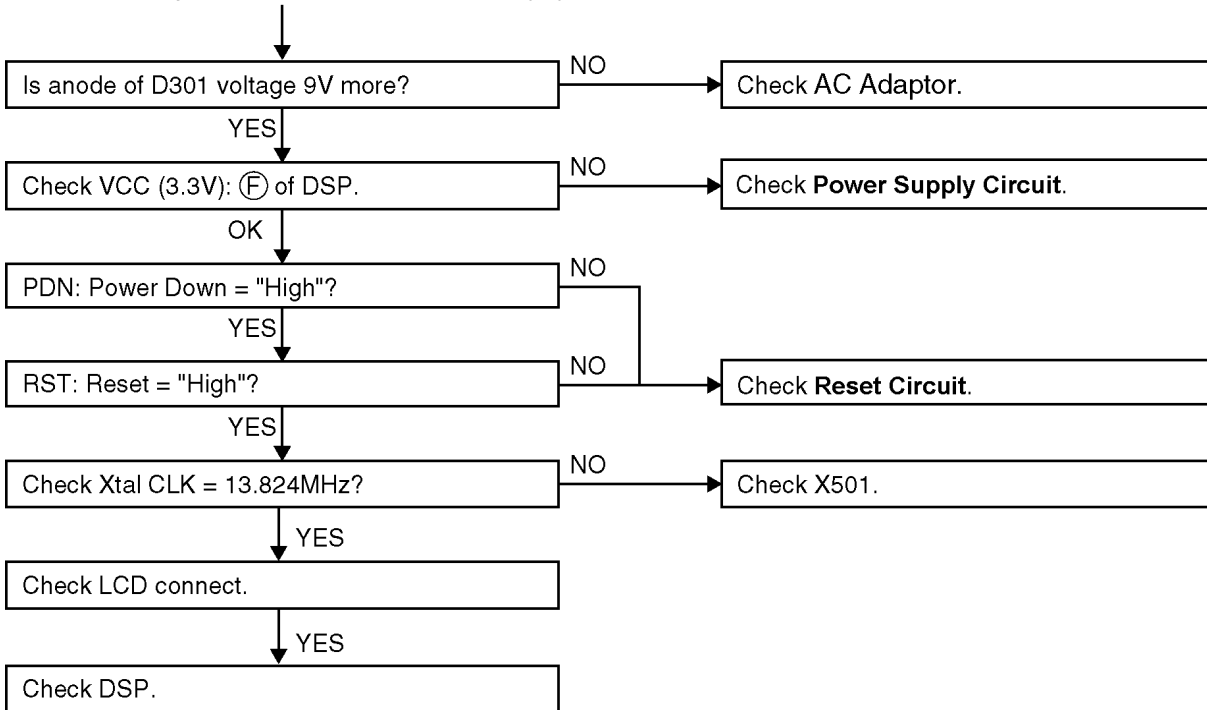 Is anode of D301 voltage 9V more?
NO
Check AC Adaptor.
YES
Check VCC (3.3V): Ⓕ of DSP.
NO
Check Power Supply Circuit.
OK
PDN: Power Down = "High"?
NO
YES
RST: Reset = "High"?
NO
Check Reset Circuit.
YES
Check Xtal CLK = 13.824MHz?
NO
Check X501.
YES
Check LCD connect.
YES
Check DSP.